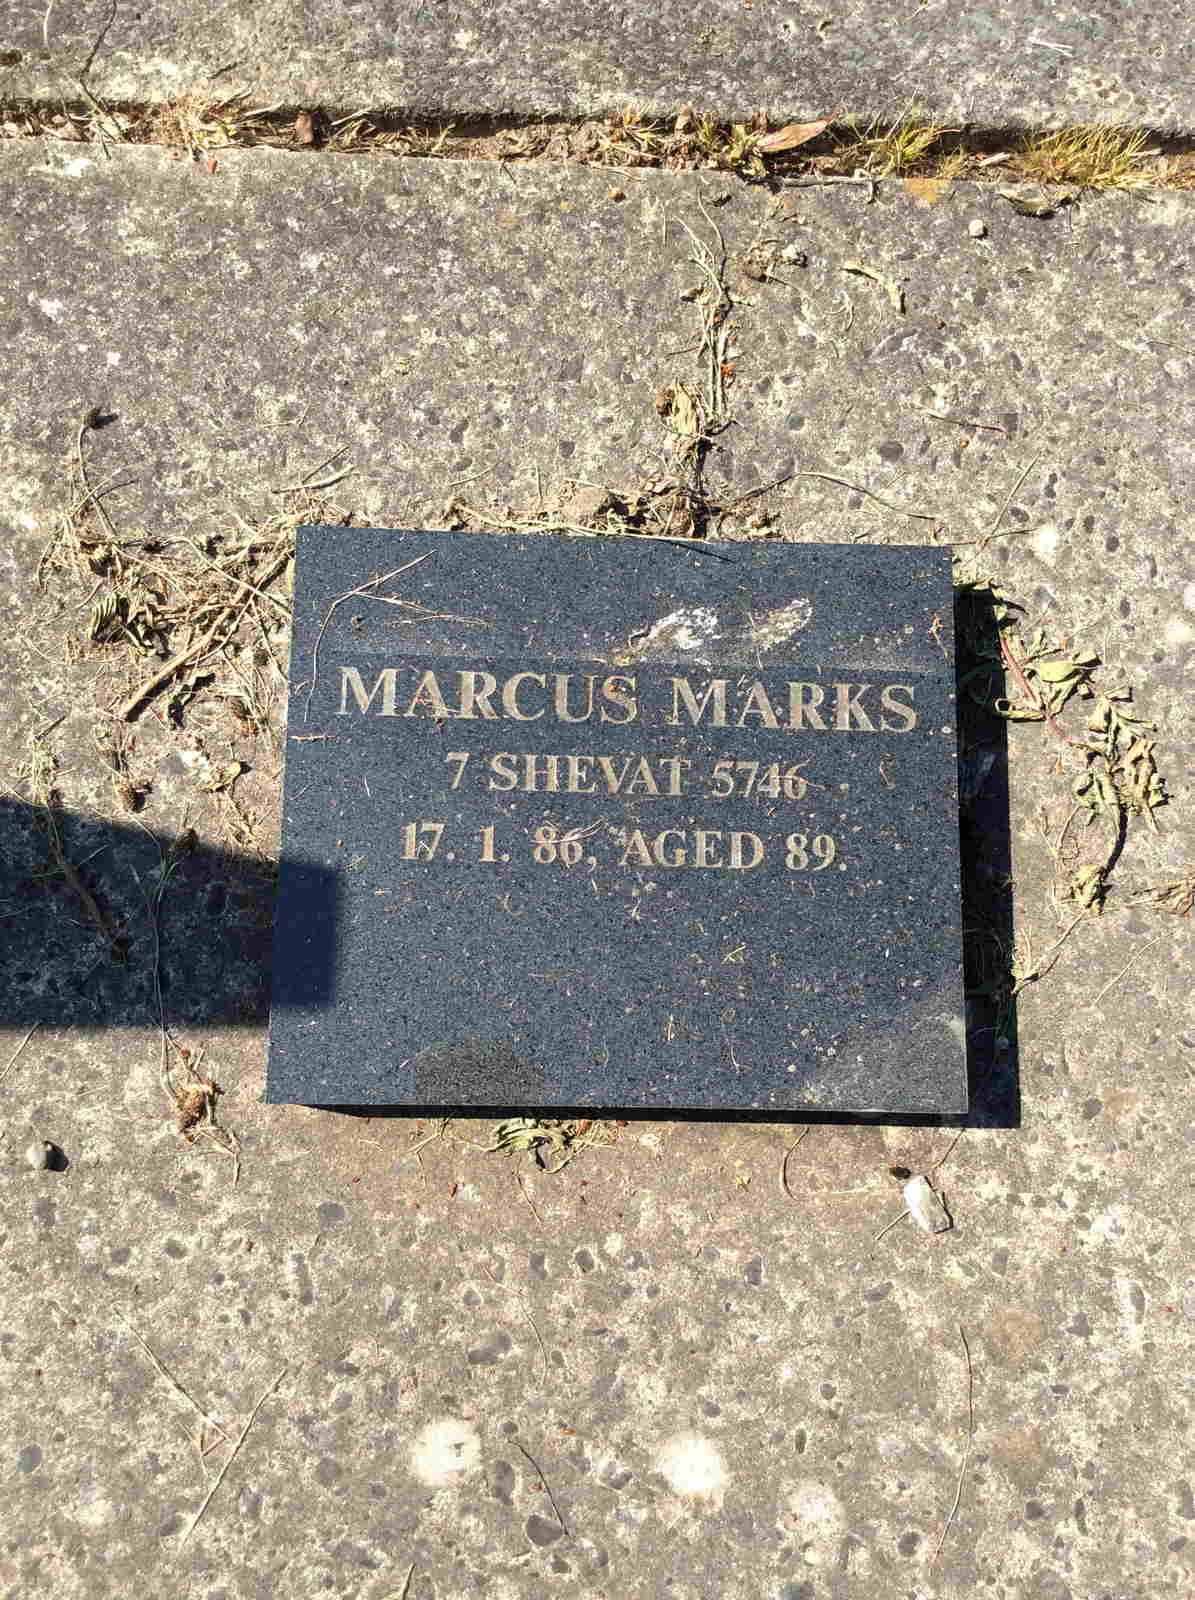 MARCUS MARKS
7 SHEVAT 5746
17. 1. 86, AGED 89.